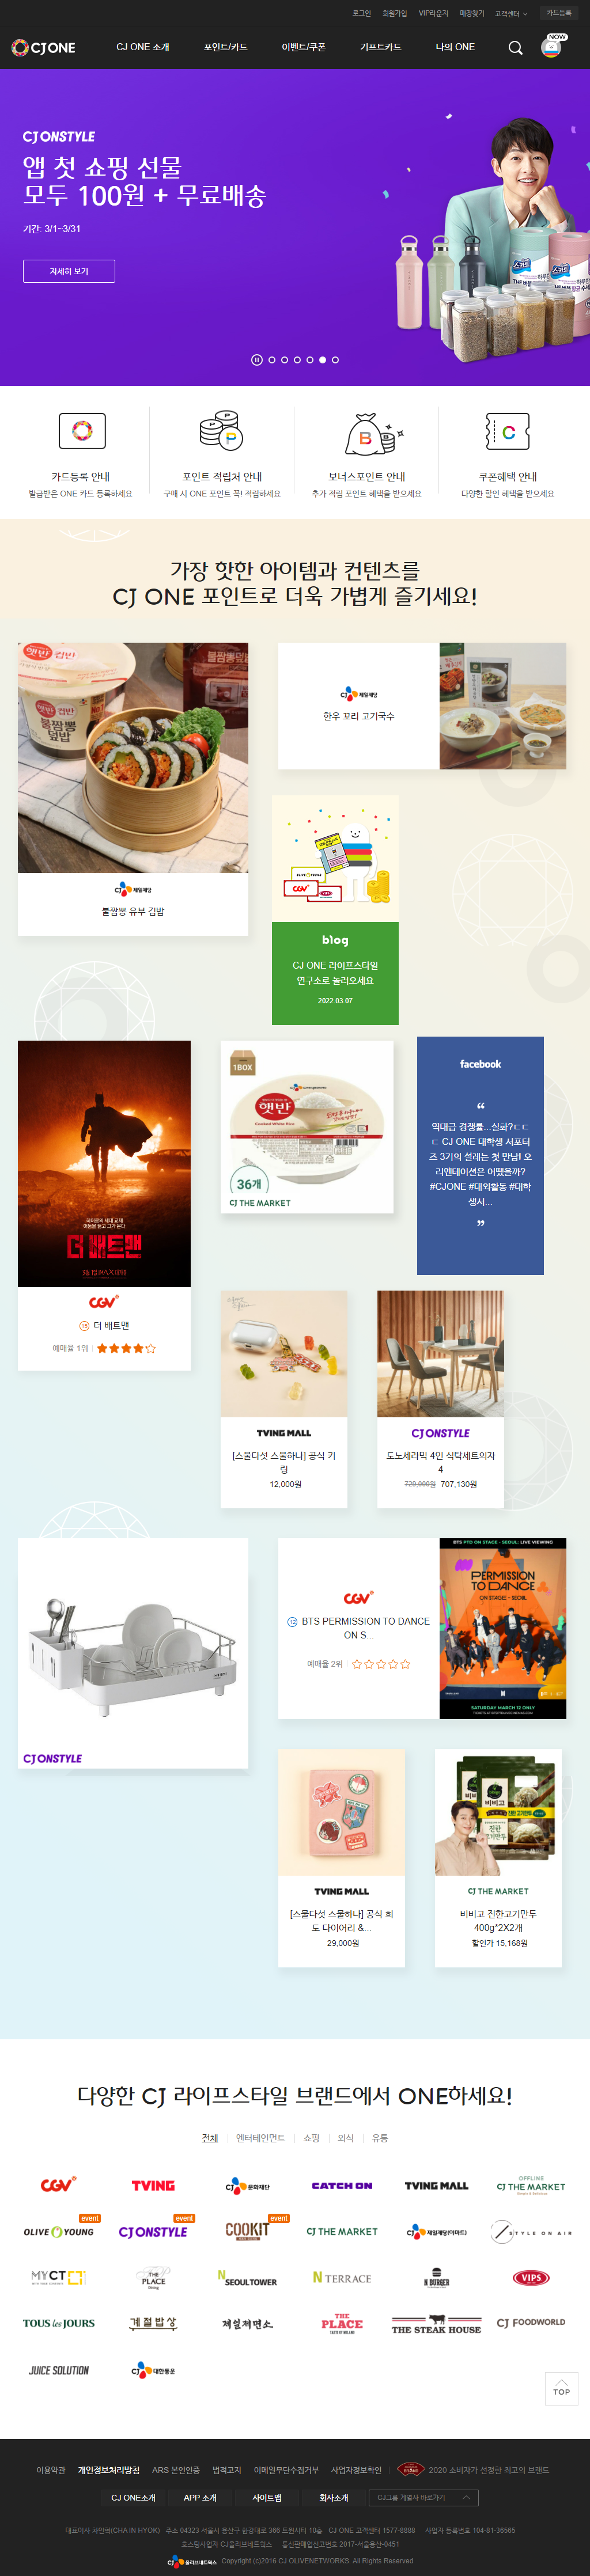 로그인 회원가입 VIP라운지 매장찾기 고객센터 카드등록
CJ ONE CJ ONE 소개 포인트/카드 이벤트/쿠폰 기프트카드 나의 ONE NOW
CJ ONSTYLE
앱 첫 쇼핑 선물
모두 100원 + 무료배송
기간: 3/1~3/31
자세히 보기
카드등록 안내 포인트 적립처 안내 보너스포인트 안내 쿠폰혜택 안내
발급받은 ONE 카드 등록하세요 구매 시 ONE 포인트 꼭! 적립하세요 추가 적립 포인트 혜택을 받으세요 다양한 할인 혜택을 받으세요
가장 핫한 아이템과 컨텐츠를
CJ ONE 포인트로 더욱 가볍게 즐기세요!
CJ 제일제당
한우 꼬리 고기국수
CJ 제일제당
불짬뽕 유부 김밥
blog
CJ ONE 라이프스타일
연구소로 놀러오세요
2022.03.07
1BOX
햇반
Cooked White Rice
36개
CJ THE MARKET
facebook
“
역대급 경쟁률...실화?ㄷㄷ
ㄷ CJ ONE 대학생 서포터
즈 3기의 설레는 첫 만남! 오
리엔테이션은 어땠을까?
#CJONE #대외활동 #대학
생서...
”
더 배트맨
CGV
15 더 배트맨
예매율 1위
TVING MALL
[스물다섯 스물하나] 공식 키
링
12,000원
CJ ONSTYLE
도노세라믹 4인 식탁세트의자
4
729,000원 707,130원
CJ ONSTYLE
CGV
12 BTS PERMISSION TO DANCE
ON S...
예매율 2위
BTS PTD ON STAGE - SEOUL: LIVE VIEWING
PERMISSION
TO DANCE
ON STAGE - SEOUL
SATURDAY MARCH 12 ONLY
TVING MALL
[스물다섯 스물하나] 공식 희
도 다이어리 &...
29,000원
비비고
진한고기만두
CJ THE MARKET
비비고 진한고기만두
400g*2X2개
할인가 15,168원
다양한 CJ 라이프스타일 브랜드에서 ONE하세요!
전체 엔터테인먼트 쇼핑 외식 유통
CGV TVING CJ 문화재단 CATCH ON TVING MALL OFFLINE CJ THE MARKET
OLIVE YOUNG event CJ ONSTYLE event COOKIT event CJ THE MARKET CJ 제일제당(이마트) STYLE ON AIR
MYCT THE PLACE Dining N SEOULTOWER N TERRACE N BURGER VIPS
TOUS les JOURS 계절밥상 제일제면소 THE PLACE THE STEAK HOUSE CJ FOODWORLD
JUICE SOLUTION CJ 대한통운
TOP
이용약관 개인정보처리방침 ARS 본인인증 법적고지 이메일무단수집거부 사업자정보확인 2020 소비자가 선정한 최고의 브랜드
CJ ONE소개 APP 소개 사이트맵 회사소개 CJ그룹 계열사 바로가기
대표이사 차인혁(CHA IN HYOK) 주소 04323 서울시 용산구 한강대로 366 트윈시티 10층 CJ ONE 고객센터 1577-8888 사업자 등록번호 104-81-36565
호스팅사업자 CJ올리브네트웍스 통신판매업신고번호 2017-서울용산-0451
CJ 올리브네트웍스 Copyright (c)2016 CJ OLIVENETWORKS. All Rights Reserved